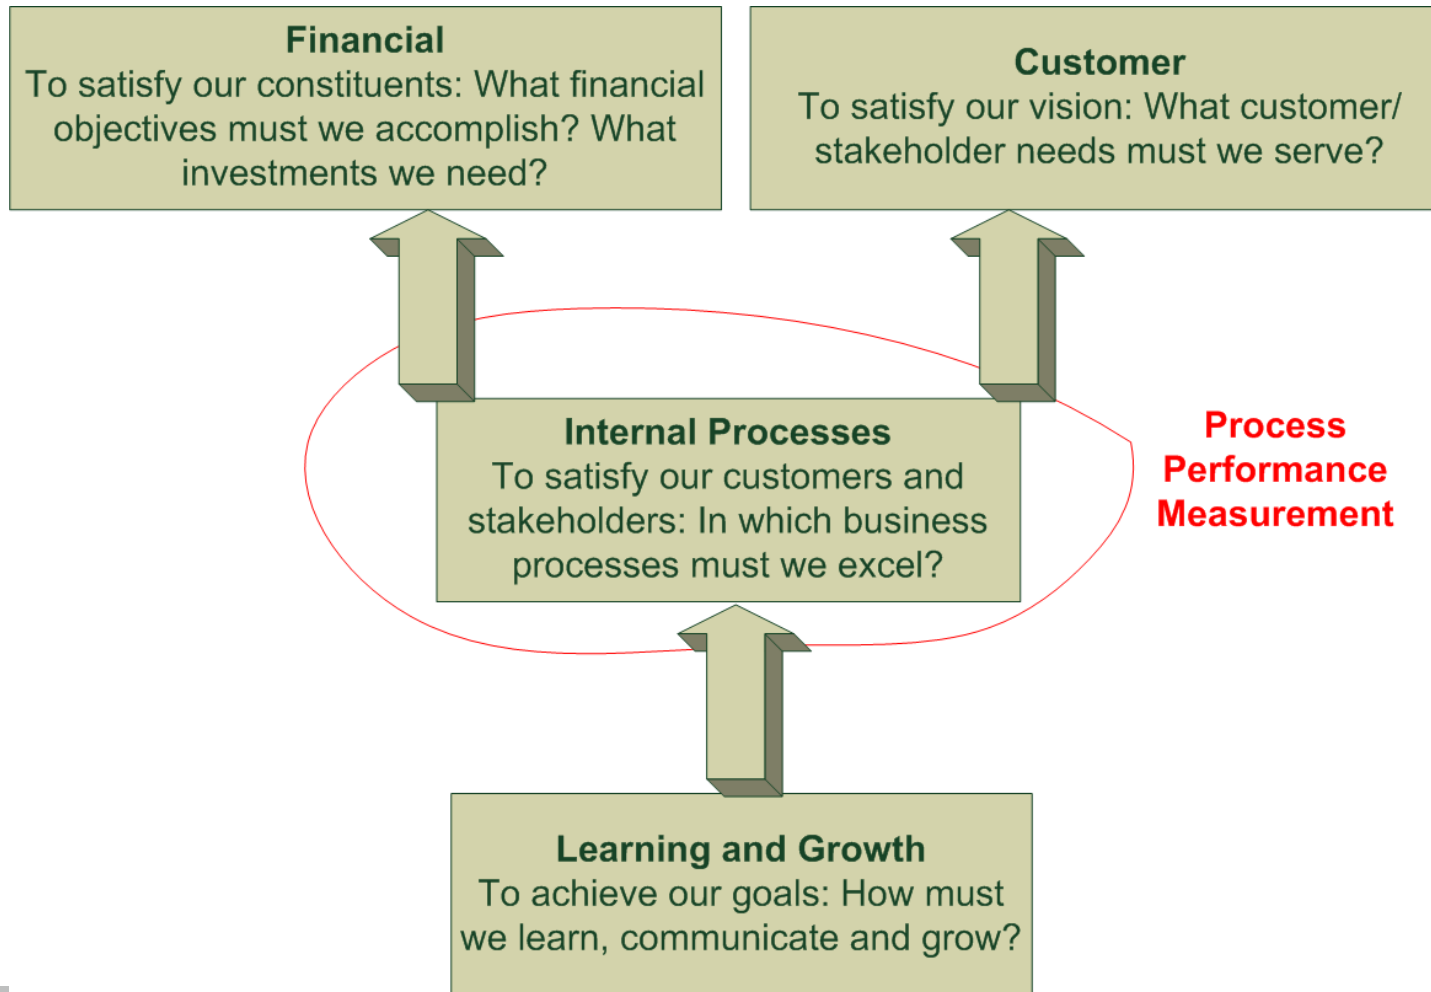 Financial
To satisfy our constituents: What financial
objectives must we accomplish? What
investments we need?
Customer
To satisfy our vision: What customer/
stakeholder needs must we serve?
Internal Processes
To satisfy our customers and
stakeholders: In which business
processes must we excel?
Process
Performance
Measurement
Learning and Growth
To achieve our goals: How must
we learn, communicate and grow?